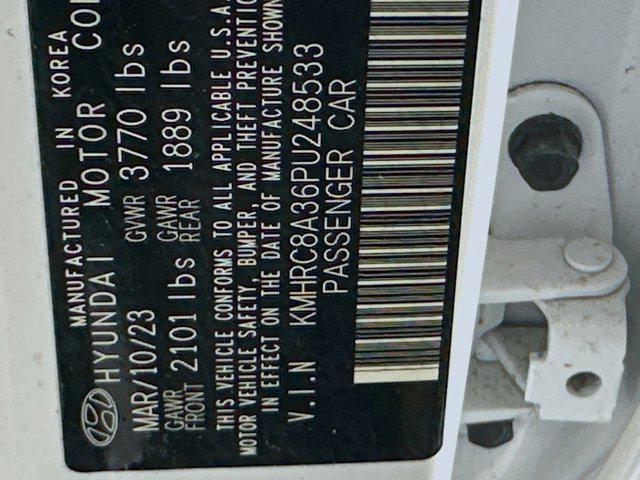 MANUFACTURED IN KOREA
HYUNDAI MOTOR CO
MAR/10/23 GVWR 3770 lbs
GAWR FRONT 2101 lbs GAWR REAR 1889 lbs
THIS VEHICLE CONFORMS TO ALL APPLICABLE U.S.A.
MOTOR VEHICLE SAFETY, BUMPER, AND THEFT PREVENTIO
IN EFFECT ON THE DATE OF MANUFACTURE SHOWN
V.I.N KMHRC8A36PU248533
PASSENGER CAR